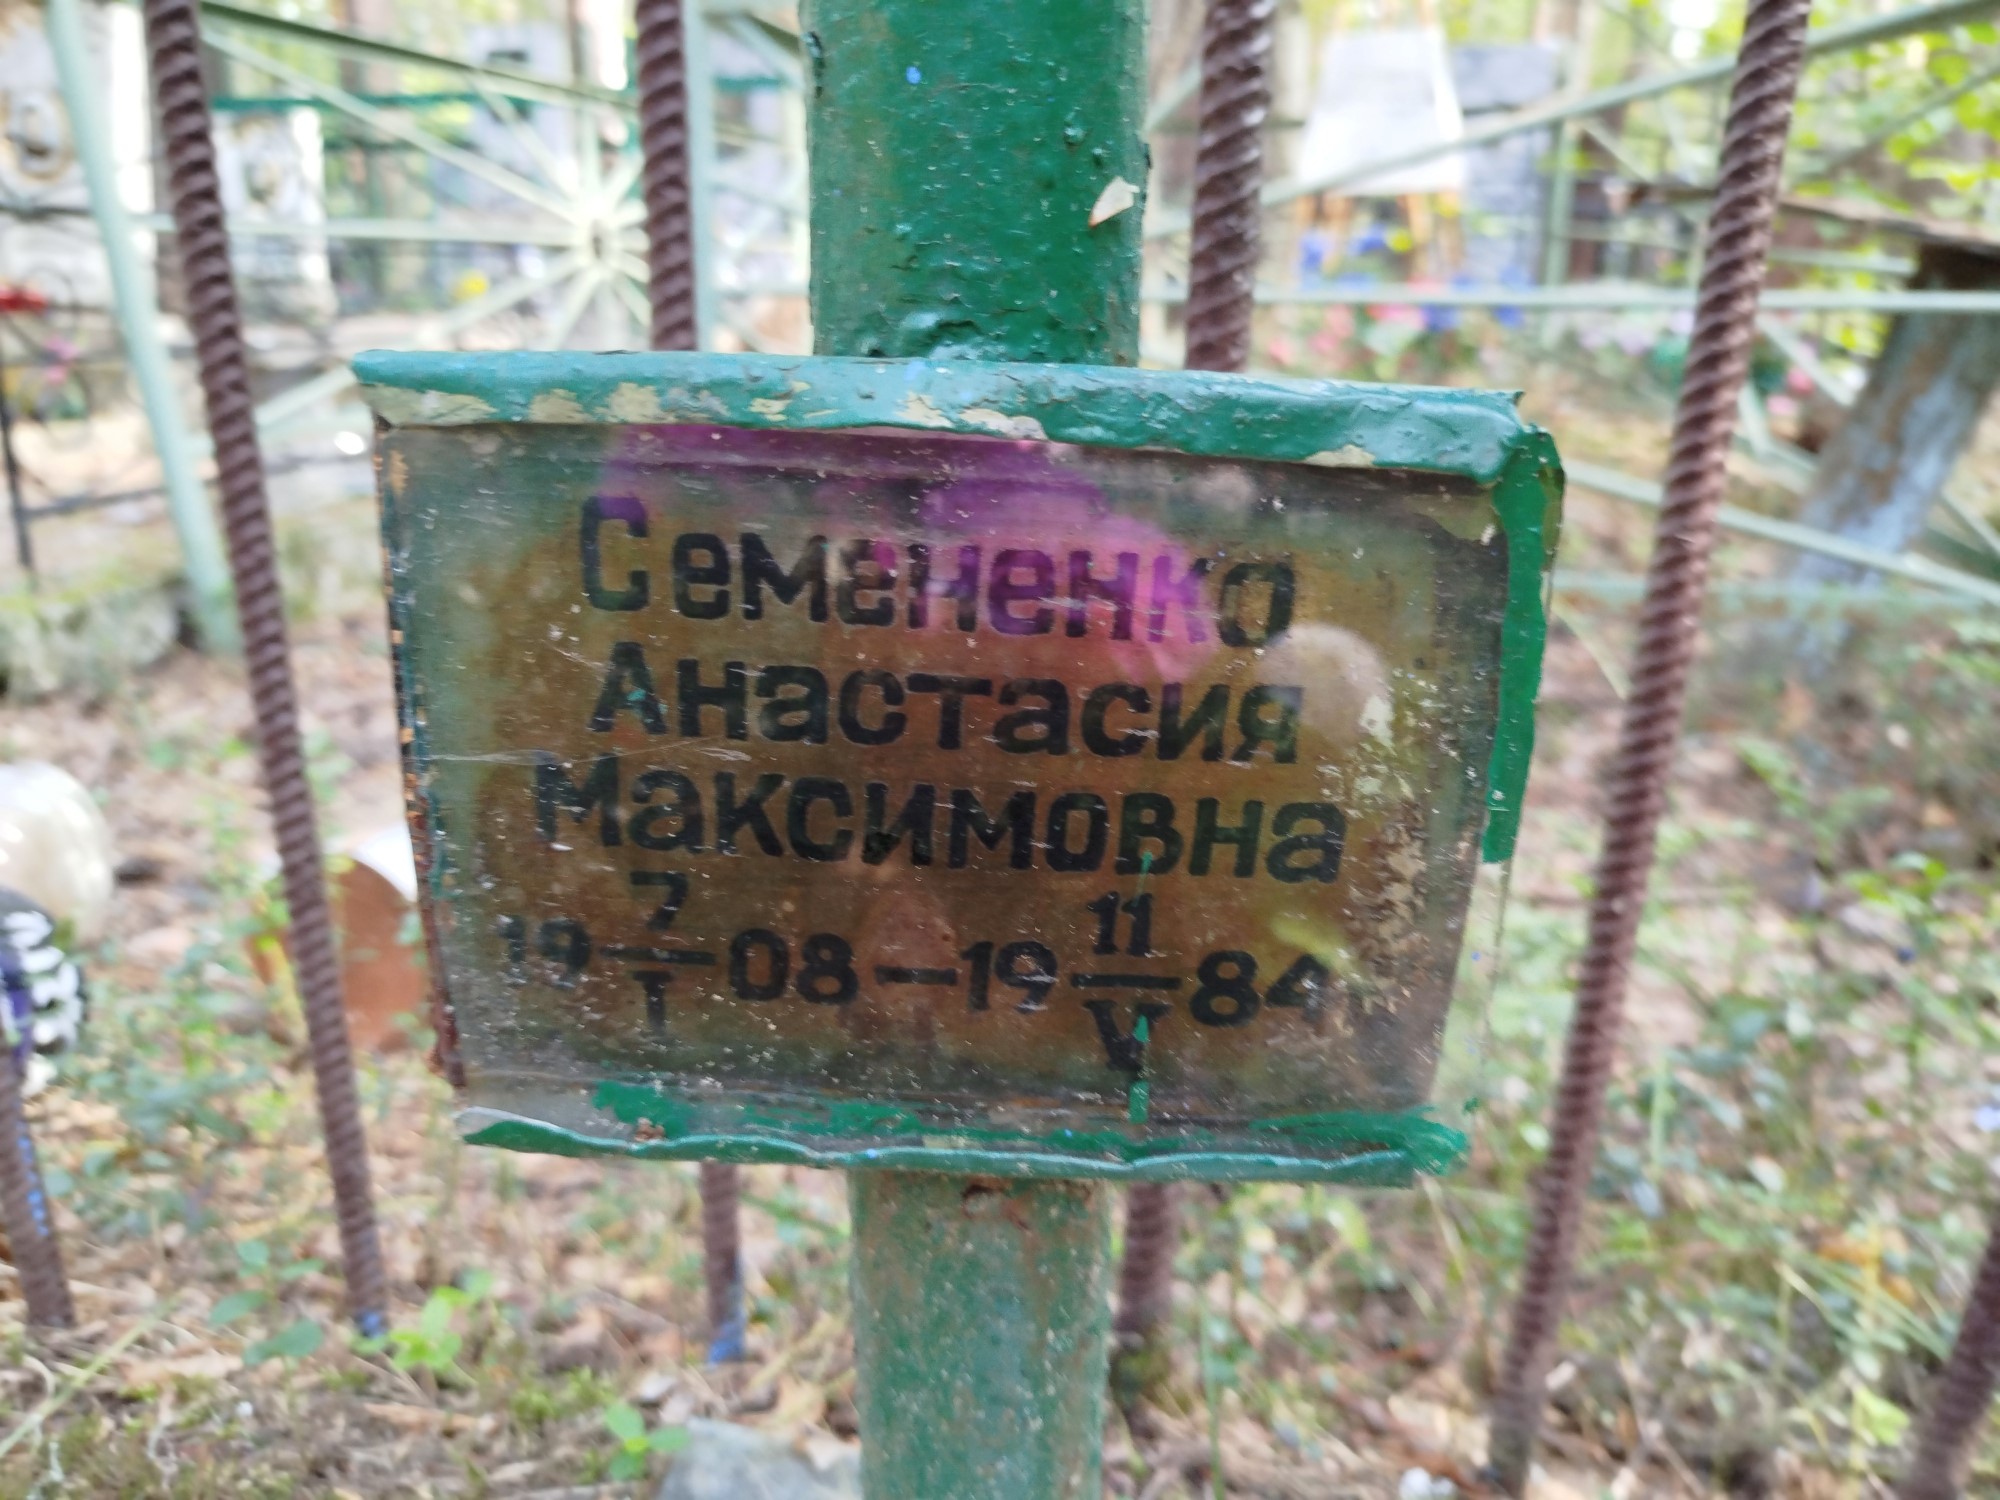 Семененко
Анастасия
Максимовна
19 7/I 08 — 19 11/V 84